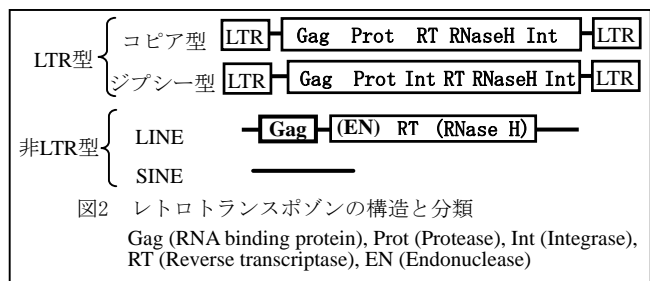 LTR型
コピア型 LTR Gag Prot RT RNaseH Int LTR
ジプシー型 LTR Gag Prot Int RT RNaseH Int LTR
非LTR型
LINE Gag (EN) RT (RNase H)
SINE
図2 レトロトランスポゾンの構造と分類
Gag (RNA binding protein), Prot (Protease), Int (Integrase),
RT (Reverse transcriptase), EN (Endonuclease)